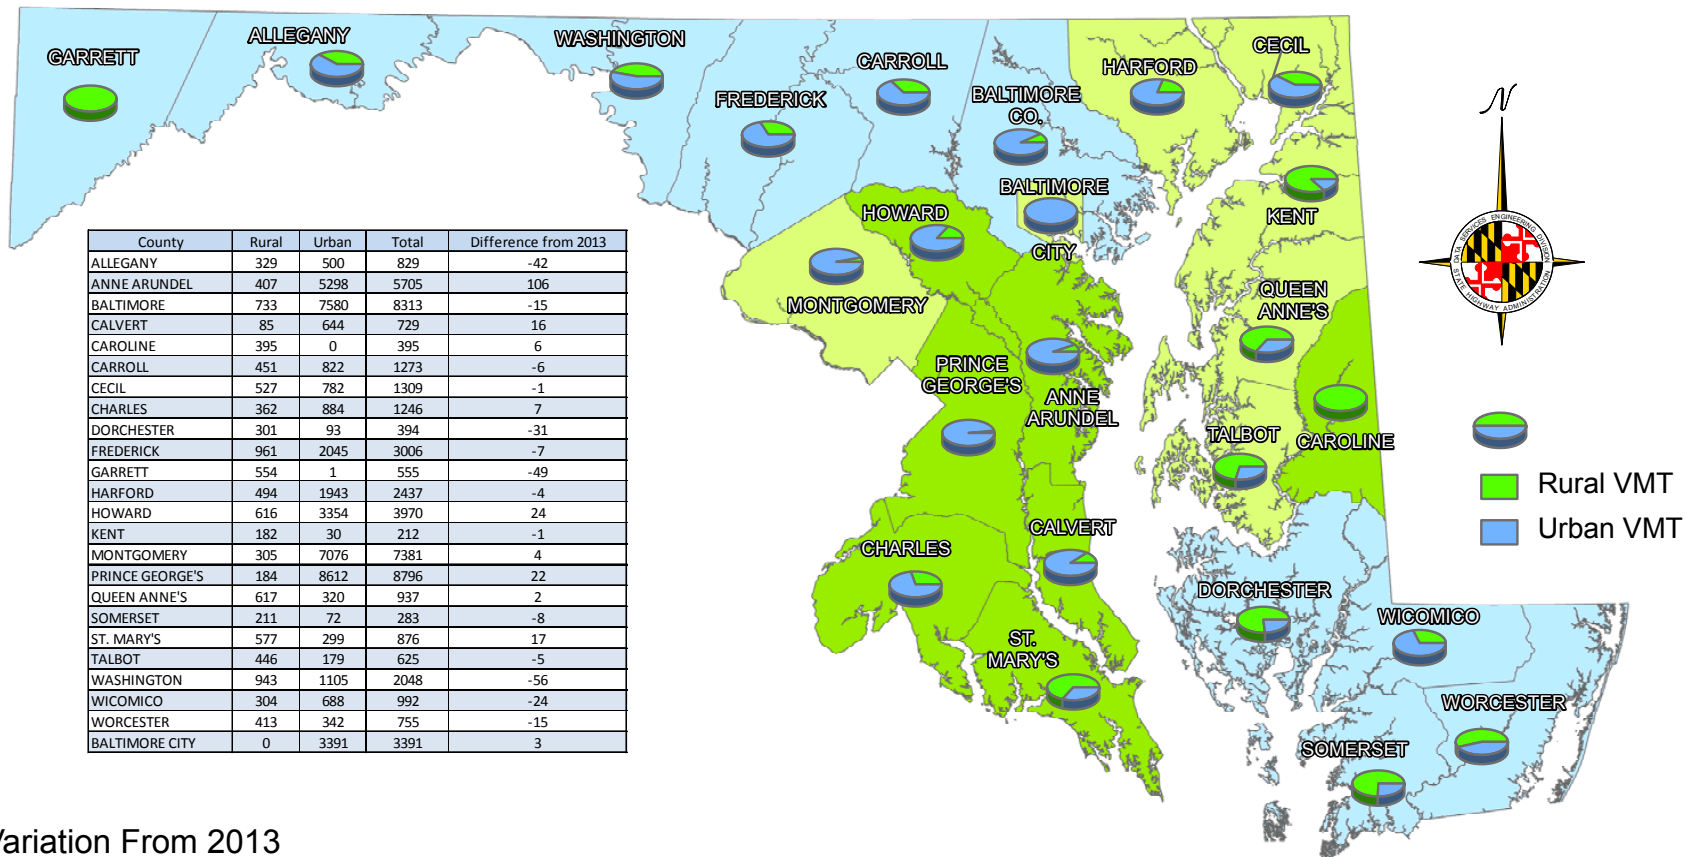 GARRETT
ALLEGANY
WASHINGTON
FREDERICK
CARROLL
BALTIMORE
CO.
HARFORD
CECIL
BALTIMORE
CITY
KENT
HOWARD
MONTGOMERY
QUEEN
ANNE'S
PRINCE
GEORGE'S
ANNE
ARUNDEL
TALBOT
CAROLINE
CALVERT
CHARLES
ST.
MARY'S
DORCHESTER
WICOMICO
WORCESTER
SOMERSET
County Rural Urban Total Difference from 2013
ALLEGANY 329 500 829 -42
ANNE ARUNDEL 407 5298 5705 106
BALTIMORE 733 7580 8313 -15
CALVERT 85 644 729 16
CAROLINE 395 0 395 6
CARROLL 451 822 1273 -6
CECIL 527 782 1309 -1
CHARLES 362 884 1246 7
DORCHESTER 301 93 394 -31
FREDERICK 961 2045 3006 -7
GARRETT 554 1 555 -49
HARFORD 494 1943 2437 -4
HOWARD 616 3354 3970 24
KENT 182 30 212 -1
MONTGOMERY 305 7076 7381 4
PRINCE GEORGE'S 184 8612 8796 22
QUEEN ANNE'S 617 320 937 2
SOMERSET 211 72 283 -8
ST. MARY'S 577 299 876 17
TALBOT 446 179 625 -5
WASHINGTON 943 1105 2048 -56
WICOMICO 304 688 992 -24
WORCESTER 413 342 755 -15
BALTIMORE CITY 0 3391 3391 3
N
DATA SERVICES ENGINEERING DIVISION
STATE HIGHWAY ADMINISTRATION
Rural VMT
Urban VMT
Variation From 2013